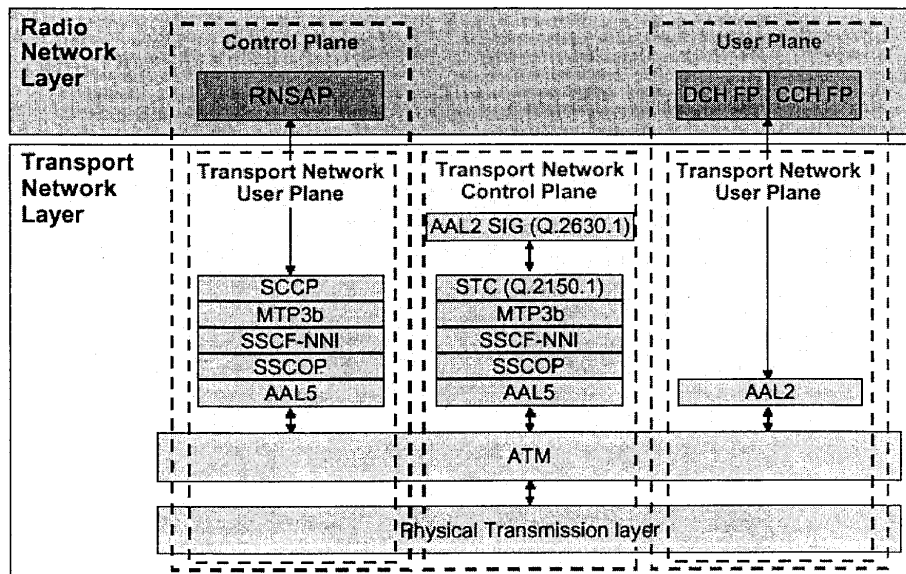 Radio
Network
Layer
Control Plane
RNSAP
User Plane
DCH FP
CCH FP
Transport
Network
Layer
Transport Network
User Plane
SCCP
MTP3b
SSCF-NNI
SSCOP
AAL5
Transport Network
Control Plane
AAL2 SIG (Q.2630.1)
STC (Q.2150.1)
MTP3b
SSCF-NNI
SSCOP
AAL5
Transport Network
User Plane
AAL2
ATM
Physical Transmission layer